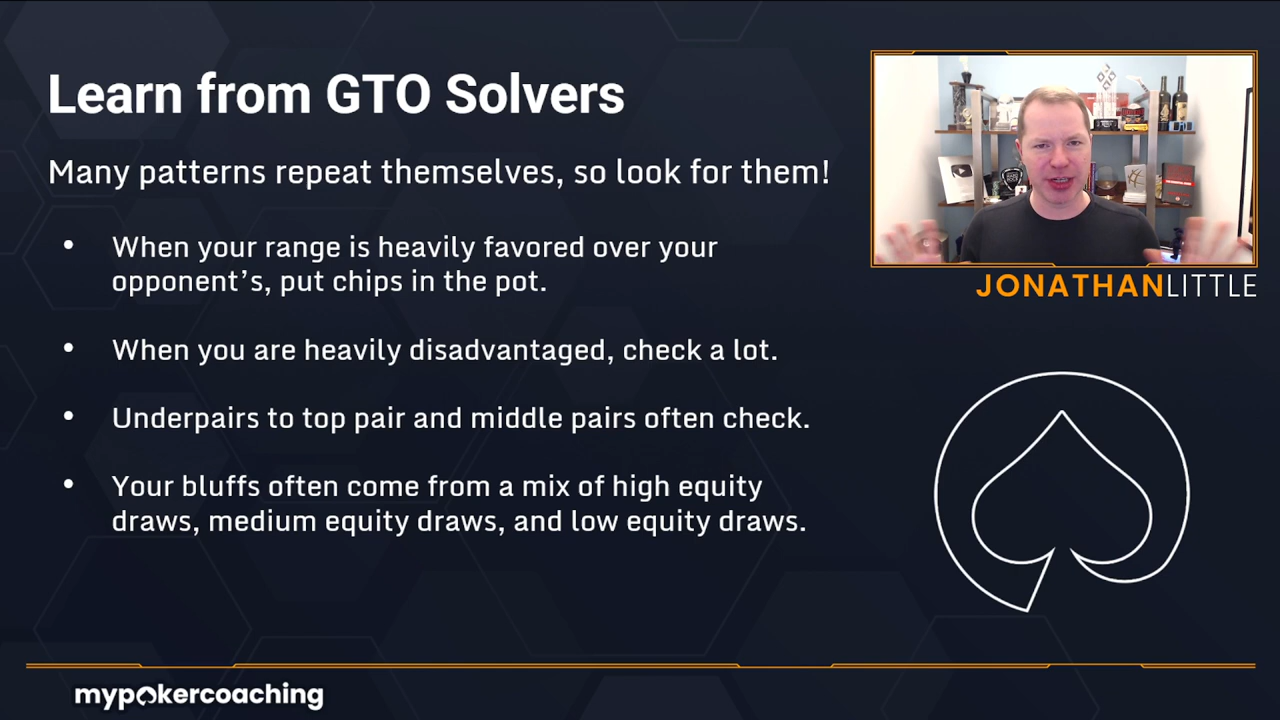 Learn from GTO Solvers
Many patterns repeat themselves, so look for them!
• When your range is heavily favored over your
opponent’s, put chips in the pot.
• When you are heavily disadvantaged, check a lot.
• Underpairs to top pair and middle pairs often check.
• Your bluffs often come from a mix of high equity
draws, medium equity draws, and low equity draws.
JONATHANLITTLE
mypokercoaching